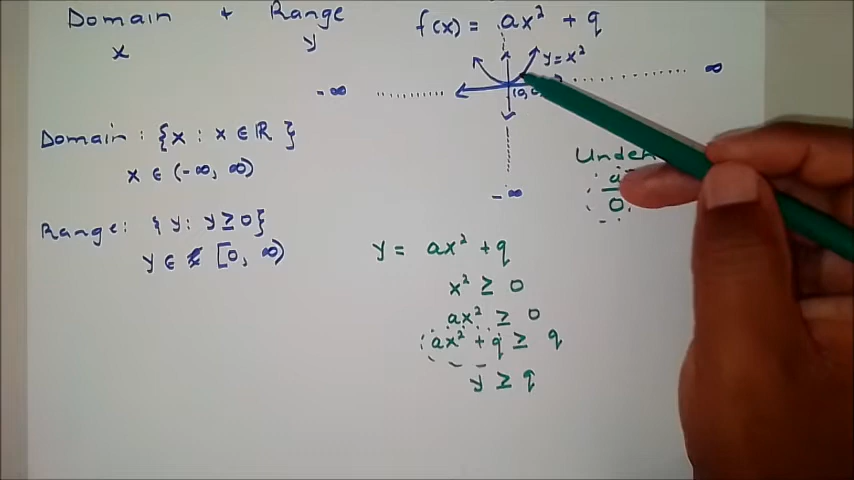 Domain + Range
x y
f(x) = ax² + q
y = x²
-∞ ∞
(0,
-∞
Domain : {x : x ∈ ℝ }
x ∈ (-∞, ∞)
a
0
Range: {y: y ≥ 0}
y ∈ [0, ∞)
y = ax² + q
x² ≥ 0
ax² ≥ 0
ax² + q ≥ q
y ≥ q